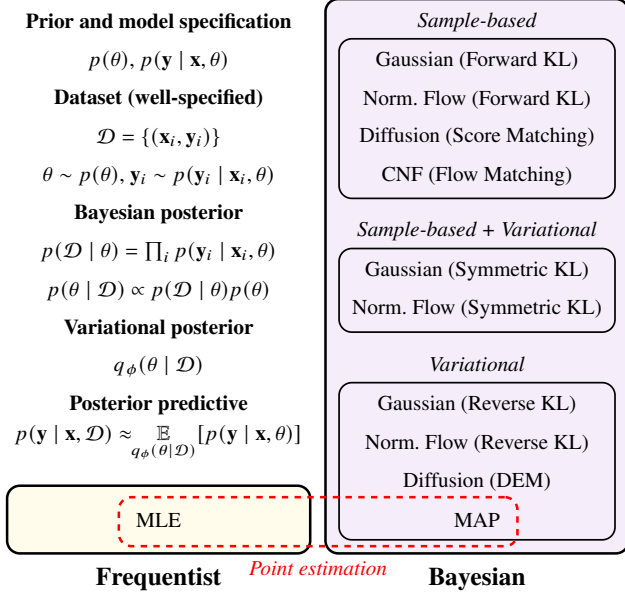 Prior and model specification
p(θ), p(𝐲 | 𝐱, θ)
Dataset (well-specified)
𝒟 = {(𝐱ᵢ, 𝐲ᵢ)}
θ ∼ p(θ), 𝐲ᵢ ∼ p(𝐲ᵢ | 𝐱ᵢ, θ)
Bayesian posterior
p(𝒟 | θ) = ∏ᵢ p(𝐲ᵢ | 𝐱ᵢ, θ)
p(θ | 𝒟) ∝ p(𝒟 | θ)p(θ)
Variational posterior
q_ϕ(θ | 𝒟)
Posterior predictive
p(𝐲 | 𝐱, 𝒟) ≈ 𝔼 [p(𝐲 | 𝐱, θ)]
q_ϕ(θ|𝒟)
MLE
Frequentist
Sample-based
Gaussian (Forward KL)
Norm. Flow (Forward KL)
Diffusion (Score Matching)
CNF (Flow Matching)
Sample-based + Variational
Gaussian (Symmetric KL)
Norm. Flow (Symmetric KL)
Variational
Gaussian (Reverse KL)
Norm. Flow (Reverse KL)
Diffusion (DEM)
MAP
Point estimation
Bayesian